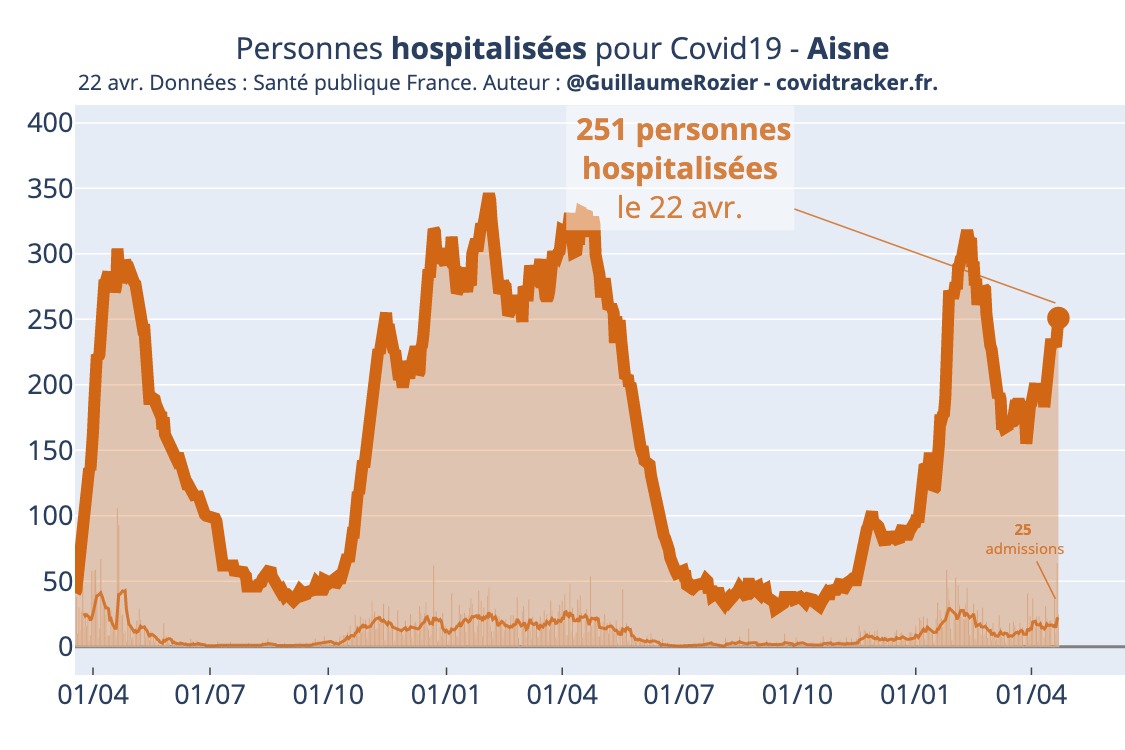 Personnes hospitalisées pour Covid19 - Aisne
22 avr. Données : Santé publique France. Auteur : @GuillaumeRozier - covidtracker.fr.
400
350
300
250
200
150
100
50
0
251 personnes
hospitalisées
le 22 avr.
25
admissions
01/04 01/07 01/10 01/01 01/04 01/07 01/10 01/01 01/04